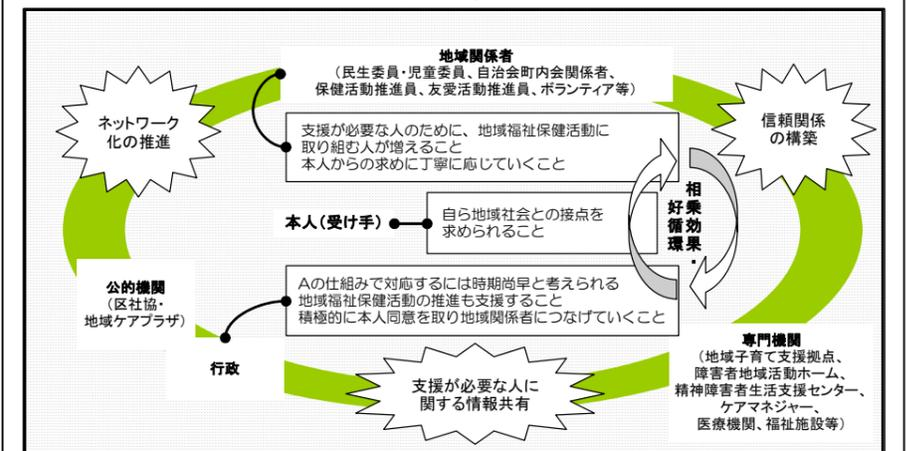 地域関係者
(民生委員・児童委員、自治会町内会関係者、
保健活動推進員、友愛活動推進員、ボランティア等)
ネットワーク
化の推進
信頼関係
の構築
支援が必要な人のために、地域福祉保健活動に
取り組む人が増えること
本人からの求めに丁寧に応じていくこと
相乗効果・
好循環
本人(受け手)
自ら地域社会との接点を
求められること
公的機関
(区社協・
地域ケアプラザ)
Aの仕組みで対応するには時期尚早と考えられる
地域福祉保健活動の推進も支援すること
積極的に本人同意を取り地域関係者につなげていくこと
行政
専門機関
(地域子育て支援拠点、
障害者地域活動ホーム、
精神障害者生活支援センター、
ケアマネジャー、
医療機関、福祉施設等)
支援が必要な人に
関する情報共有